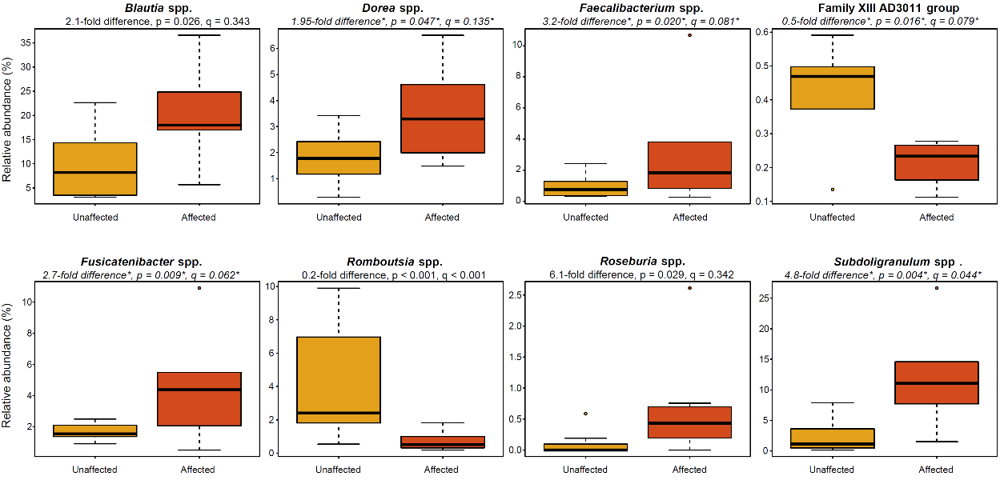 Blautia spp.
2.1-fold difference, p = 0.026, q = 0.343
Relative abundance (%)
35
30
25
20
15
10
5
Unaffected
Affected
Dorea spp.
1.95-fold difference*, p = 0.047*, q = 0.135*
6
5
4
3
2
1
Unaffected
Affected
Faecalibacterium spp.
3.2-fold difference*, p = 0.020*, q = 0.081*
10
8
6
4
2
0
Unaffected
Affected
Family XIII AD3011 group
0.5-fold difference*, p = 0.016*, q = 0.079*
0.6
0.5
0.4
0.3
0.2
0.1
Unaffected
Affected
Fusicatenibacter spp.
2.7-fold difference*, p = 0.009*, q = 0.062*
Relative abundance (%)
10
8
6
4
2
Unaffected
Affected
Romboutsia spp.
0.2-fold difference, p < 0.001, q < 0.001
10
8
6
4
2
0
Unaffected
Affected
Roseburia spp.
6.1-fold difference, p = 0.029, q = 0.342
2.5
2.0
1.5
1.0
0.5
0.0
Unaffected
Affected
Subdoligranulum spp .
4.8-fold difference*, p = 0.004*, q = 0.044*
25
20
15
10
5
0
Unaffected
Affected